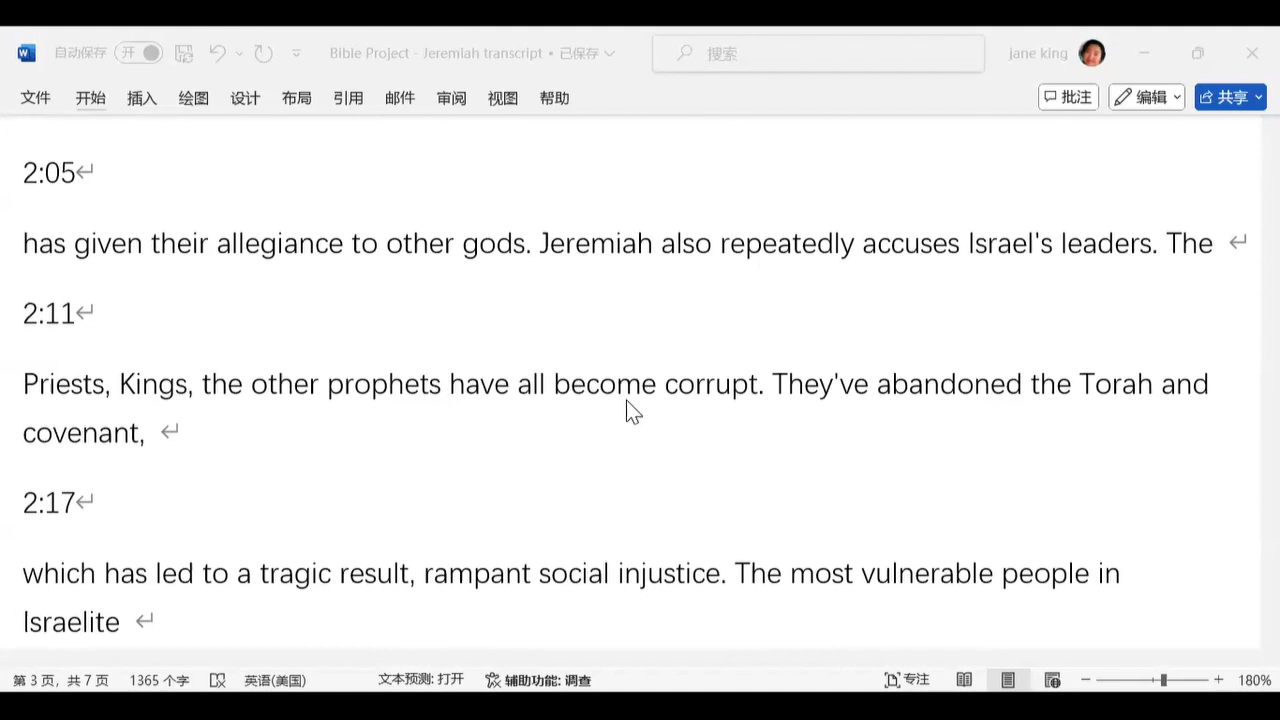 自动保存 开 Bible Project - Jeremiah transcript • 已保存 搜索 jane king
文件 开始 插入 绘图 设计 布局 引用 邮件 审阅 视图 帮助 批注 编辑 共享
2:05
has given their allegiance to other gods. Jeremiah also repeatedly accuses Israel's leaders. The
2:11
Priests, Kings, the other prophets have all become corrupt. They've abandoned the Torah and
covenant,
2:17
which has led to a tragic result, rampant social injustice. The most vulnerable people in
Israelite
第 3 页，共 7 页 1365 个字 英语(美国) 文本预测: 打开 辅助功能: 调查 专注 180%